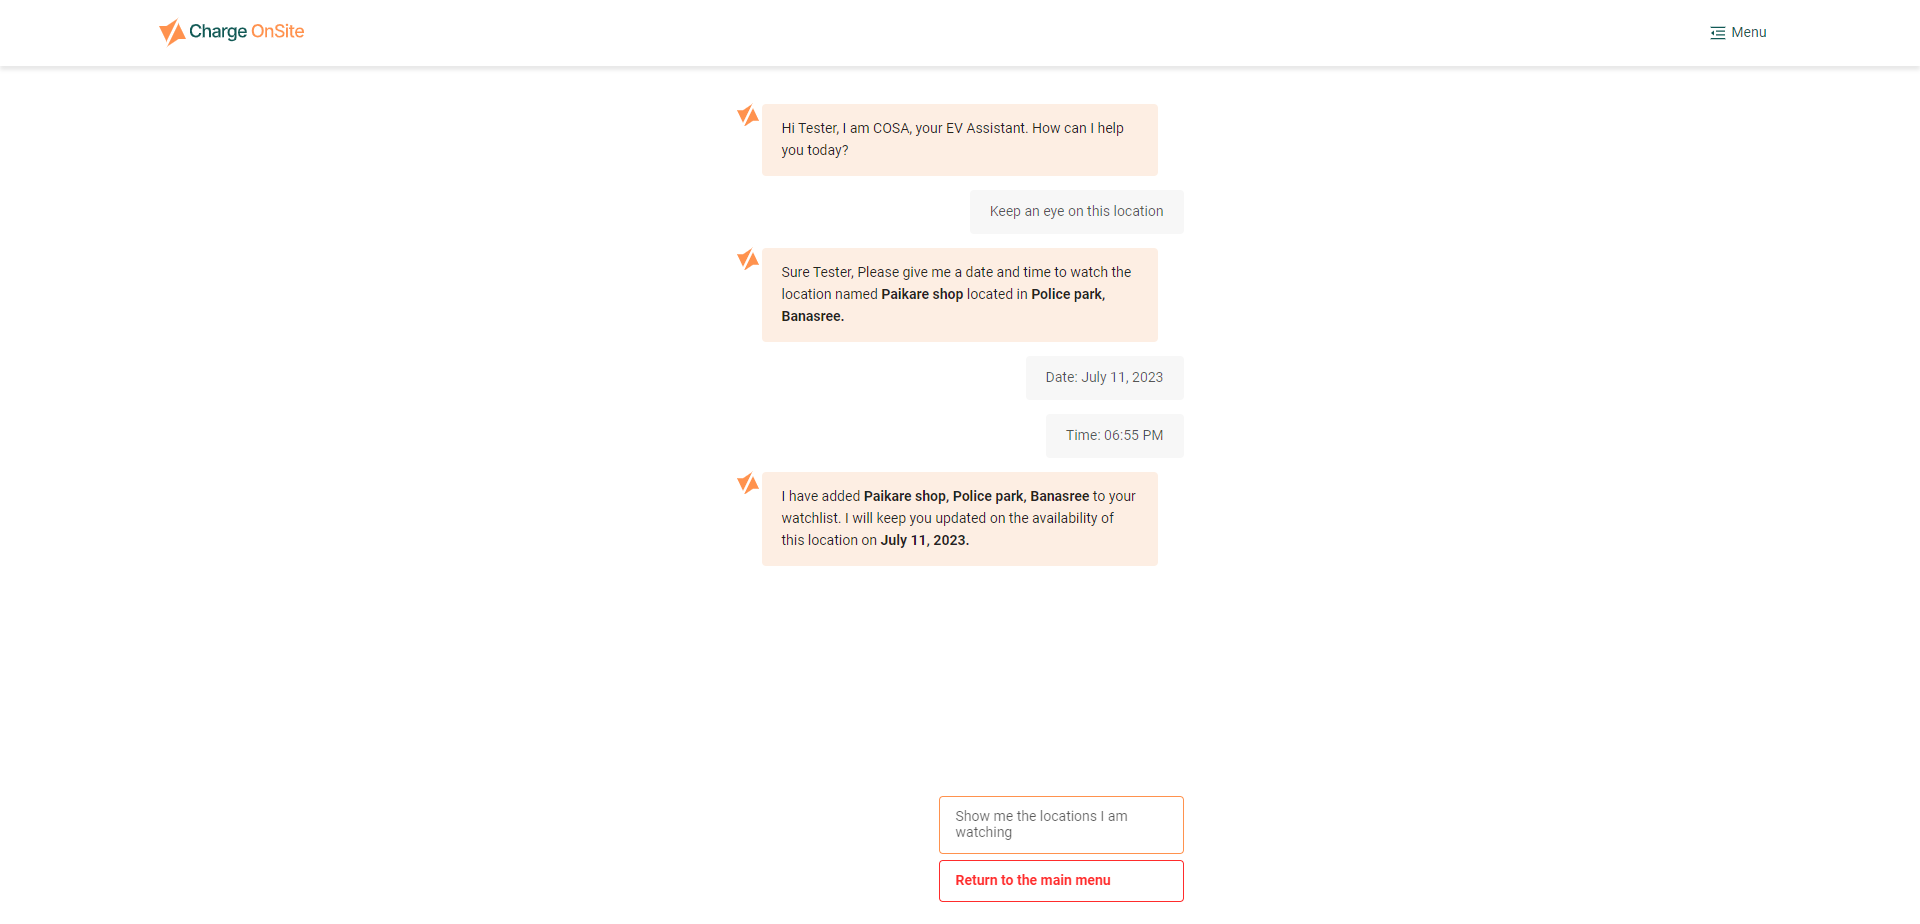 Charge OnSite
Menu
Hi Tester, I am COSA, your EV Assistant. How can I help
you today?
Keep an eye on this location
Sure Tester, Please give me a date and time to watch the
location named Paikare shop located in Police park,
Banasree.
Date: July 11, 2023
Time: 06:55 PM
I have added Paikare shop, Police park, Banasree to your
watchlist. I will keep you updated on the availability of
this location on July 11, 2023.
Show me the locations I am
watching
Return to the main menu